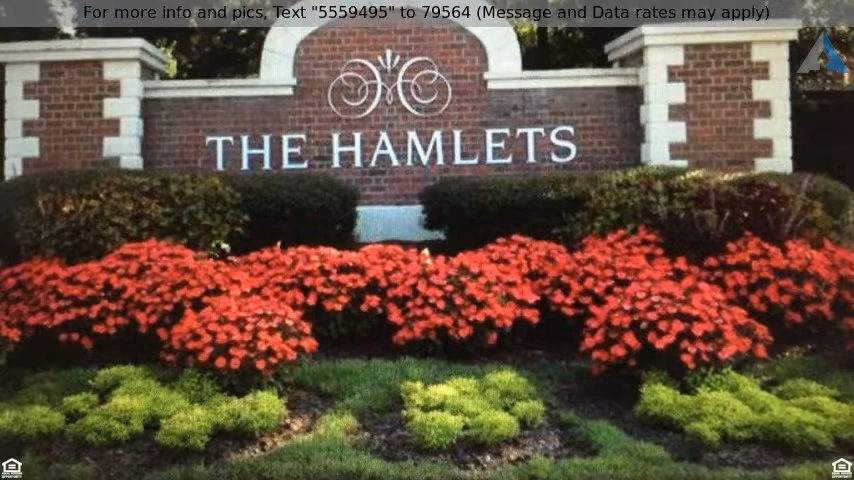 For more info and pics, Text "5559495" to 79564 (Message and Data rates may apply)
THE HAMLETS